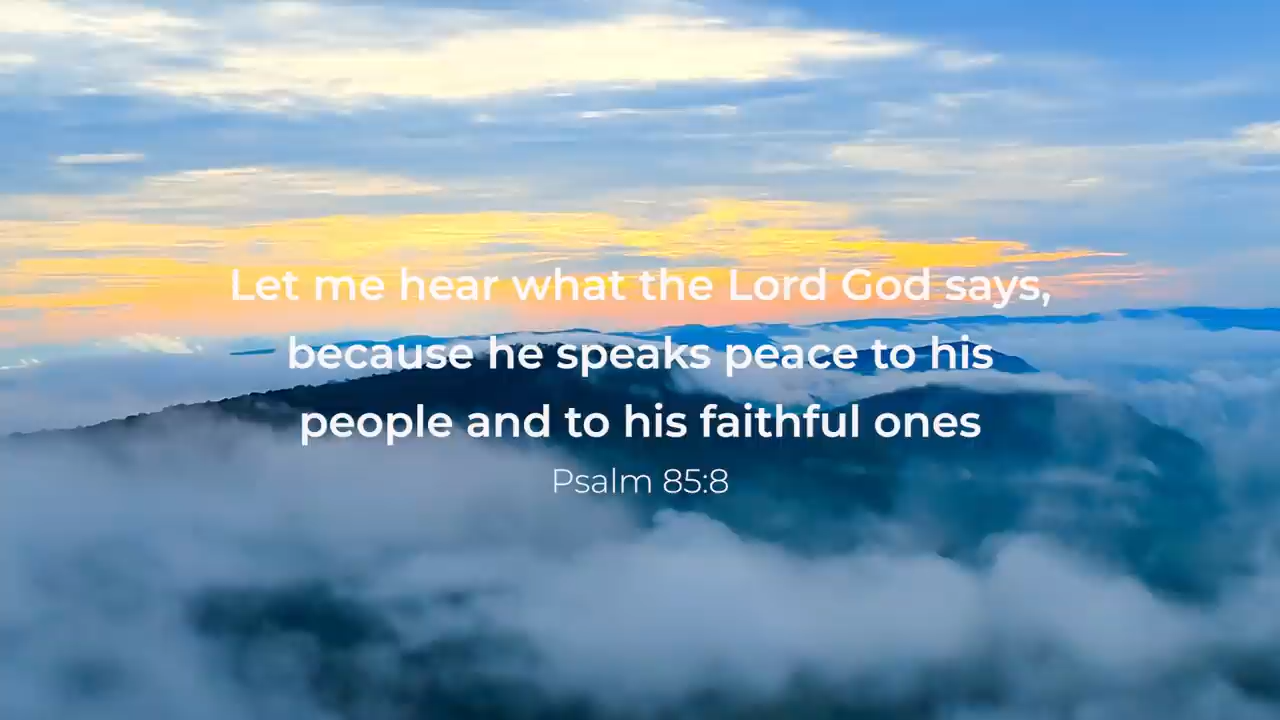 Let me hear what the Lord God says,
because he speaks peace to his
people and to his faithful ones
Psalm 85:8